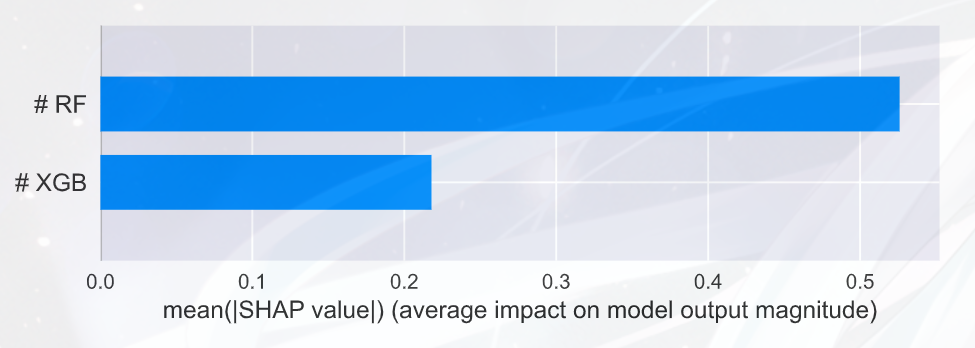 # RF
# XGB
0.0 0.1 0.2 0.3 0.4 0.5
mean(|SHAP value|) (average impact on model output magnitude)